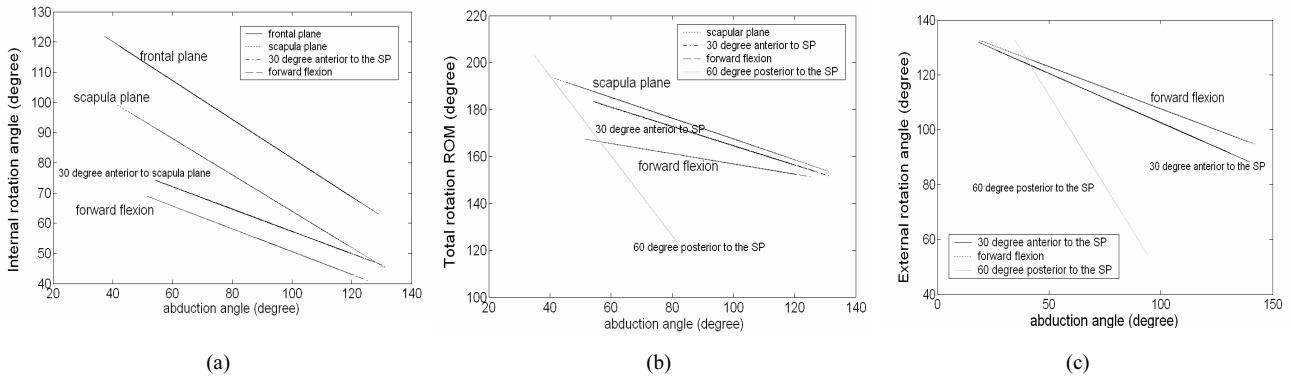 130
120
110
100
90
80
70
60
50
40
20
40
60
80
100
120
140
Internal rotation angle (degree)
abduction angle (degree)
frontal plane
scapula plane
30 degree anterior to the SP
forward flexion
frontal plane
scapula plane
30 degree anterior to scapula plane
forward flexion
(a)
220
200
180
160
140
120
100
20
40
60
80
100
120
140
Total rotation ROM (degree)
abduction angle (degree)
scapular plane
30 degree anterior to the SP
forward flexion
60 degree posterior to the SP
scapula plane
30 degree anterior to SP
forward flexion
60 degree posterior to the SP
(b)
140
120
100
80
60
40
0
50
100
150
External rotation angle (degree)
abduction angle (degree)
forward flexion
30 degree anterior to the SP
60 degree posterior to the SP
30 degree anterior to the SP
forward flexion
60 degree posterior to the SP
(c)